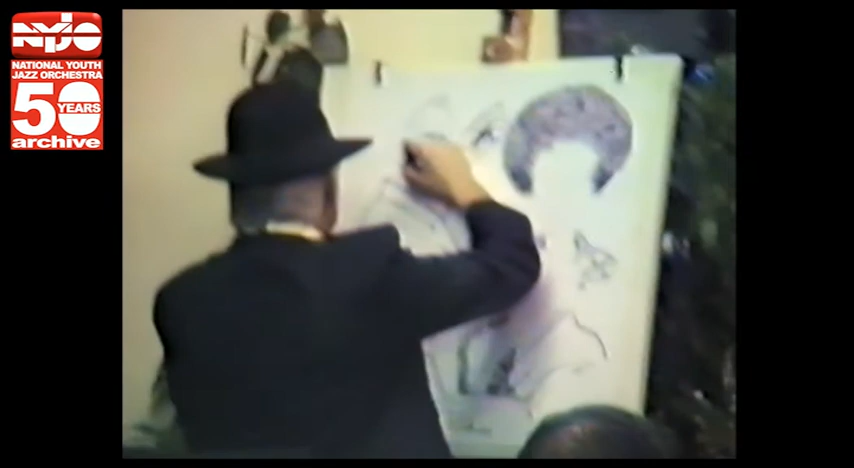 NYJO
NATIONAL YOUTH
JAZZ ORCHESTRA
50
YEARS
archive